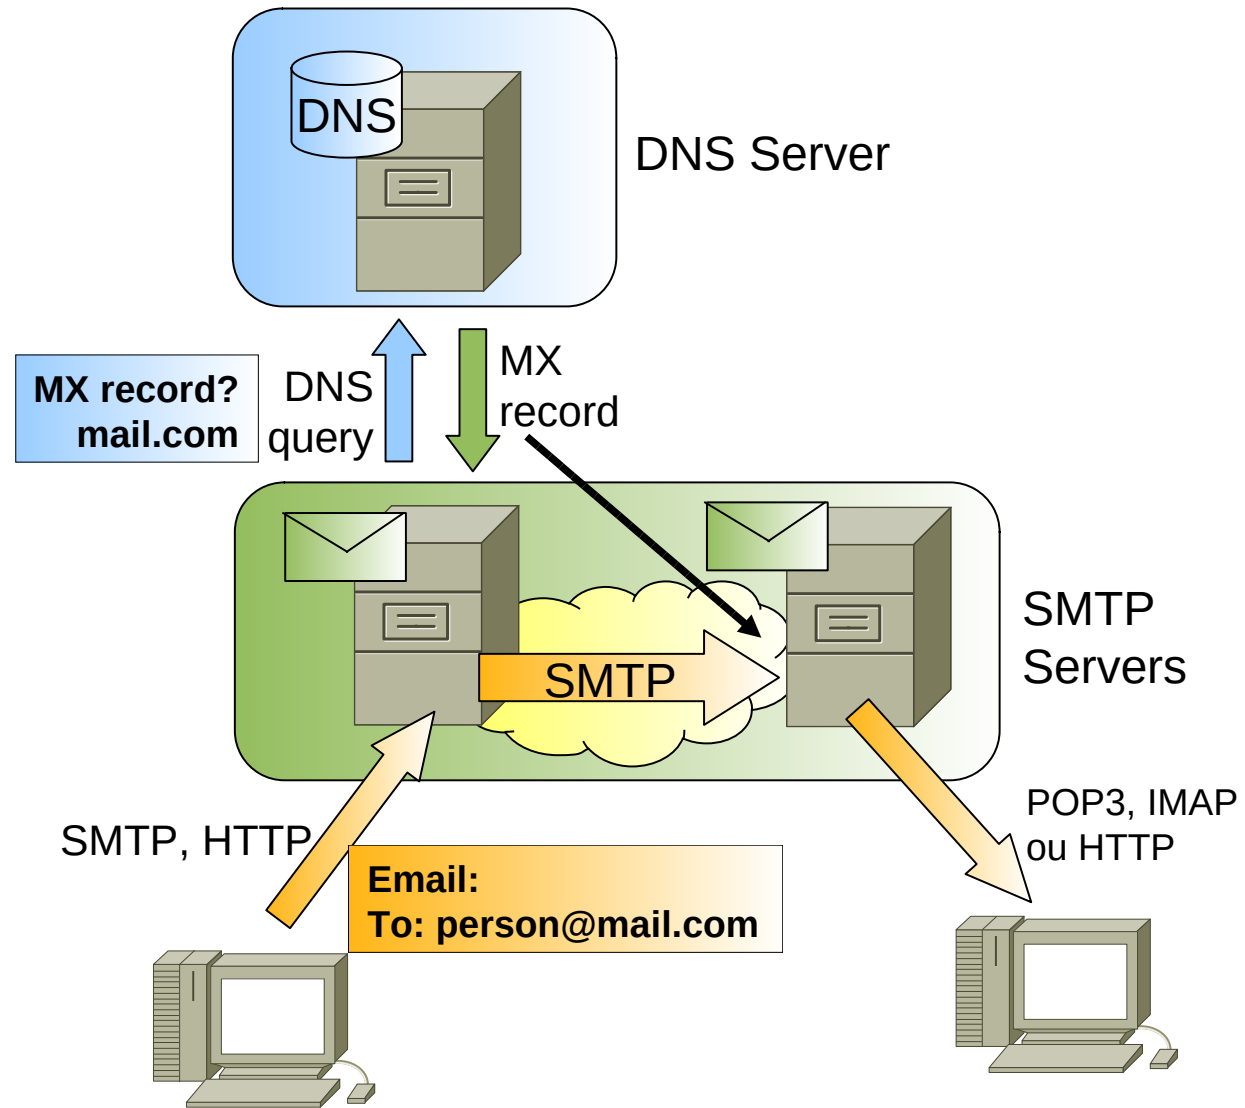 DNS
DNS Server
MX record?
mail.com
DNS
query
MX
record
SMTP
SMTP
Servers
SMTP, HTTP
POP3, IMAP
ou HTTP
Email:
To: person@mail.com